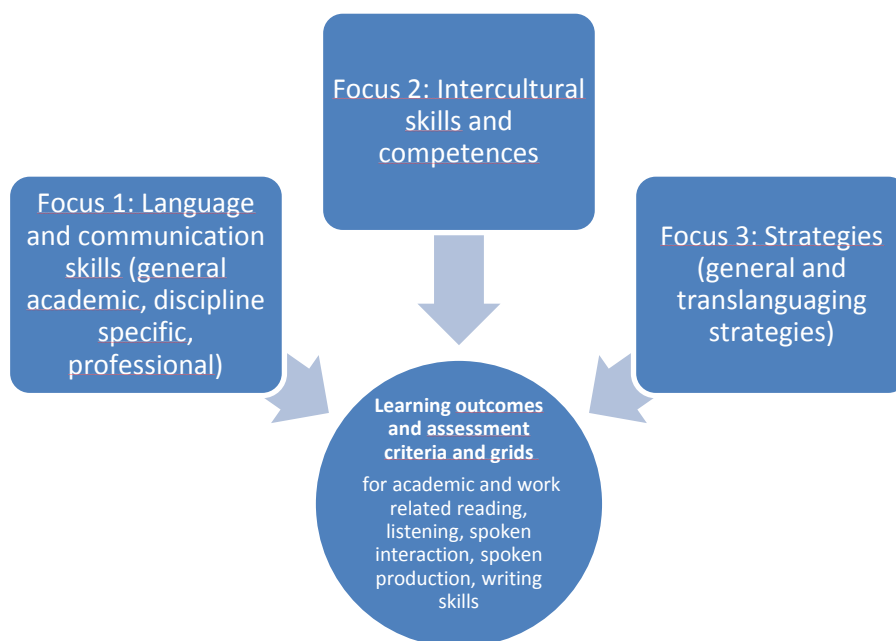 Focus 1: Language
and communication
skills (general
academic, discipline
specific,
professional)
Focus 2: Intercultural
skills and
competences
Focus 3: Strategies
(general and
translanguaging
strategies)
Learning outcomes
and assessment
criteria and grids
for academic and work
related reading,
listening, spoken
interaction, spoken
production, writing
skills